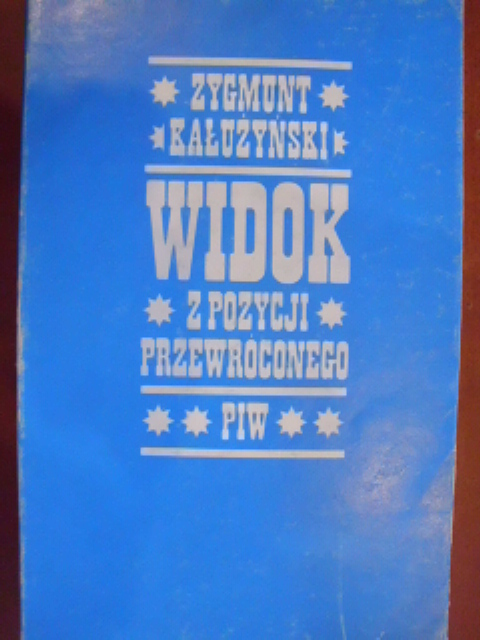 ZYGMUNT
KAŁUŻYŃSKI
WIDOK
Z POZYCJI
PRZEWRÓCONEGO
PIW